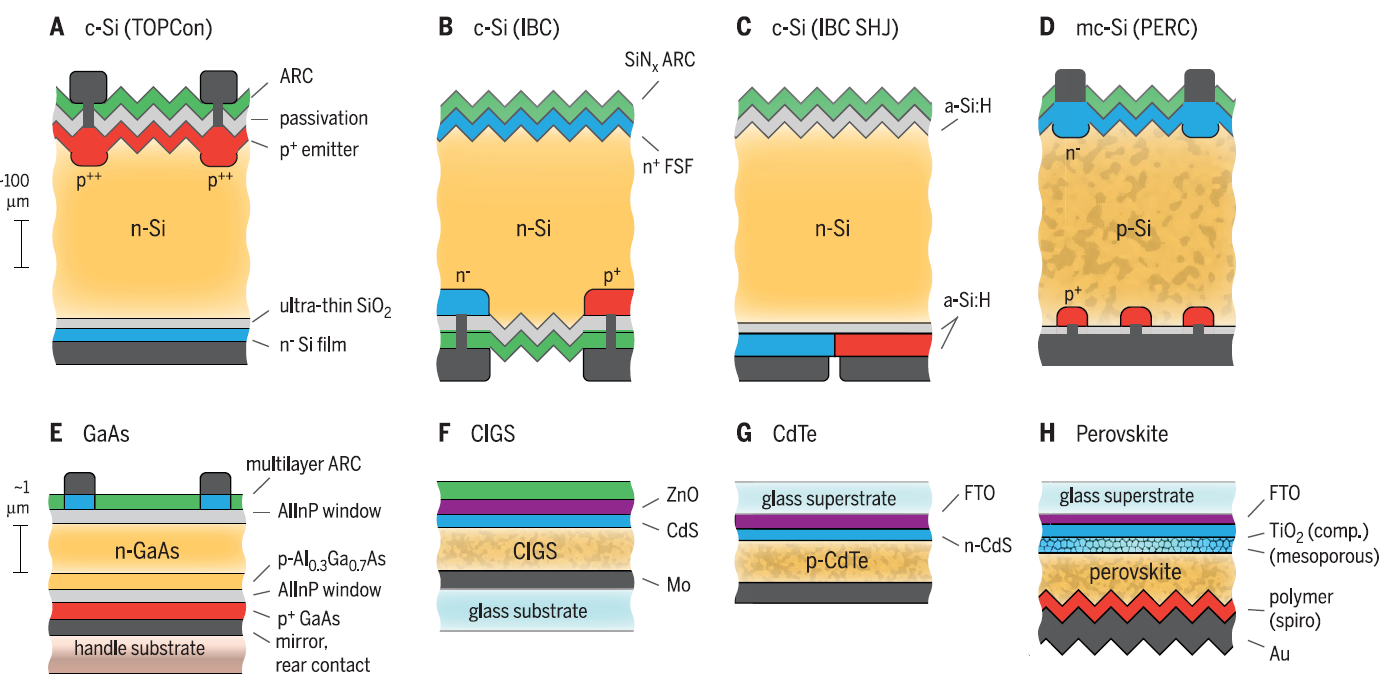 A c-Si (TOPCon)
ARC
passivation
p⁺ emitter
p⁺⁺
p⁺⁺
~100
μm
n-Si
ultra-thin SiO₂
n⁻ Si film
B c-Si (IBC)
SiNₓ ARC
n⁺ FSF
n-Si
n⁻
p⁺
C c-Si (IBC SHJ)
a-Si:H
n-Si
a-Si:H
D mc-Si (PERC)
n⁻
p-Si
p⁺
E GaAs
multilayer ARC
~1
μm
AlInP window
n-GaAs
p-Al₀.₃Ga₀.₇As
AlInP window
p⁺ GaAs
mirror,
rear contact
handle substrate
F CIGS
ZnO
CdS
CIGS
Mo
glass substrate
G CdTe
glass superstrate
FTO
n-CdS
p-CdTe
H Perovskite
glass superstrate
FTO
TiO₂ (comp.)
(mesoporous)
perovskite
polymer
(spiro)
Au